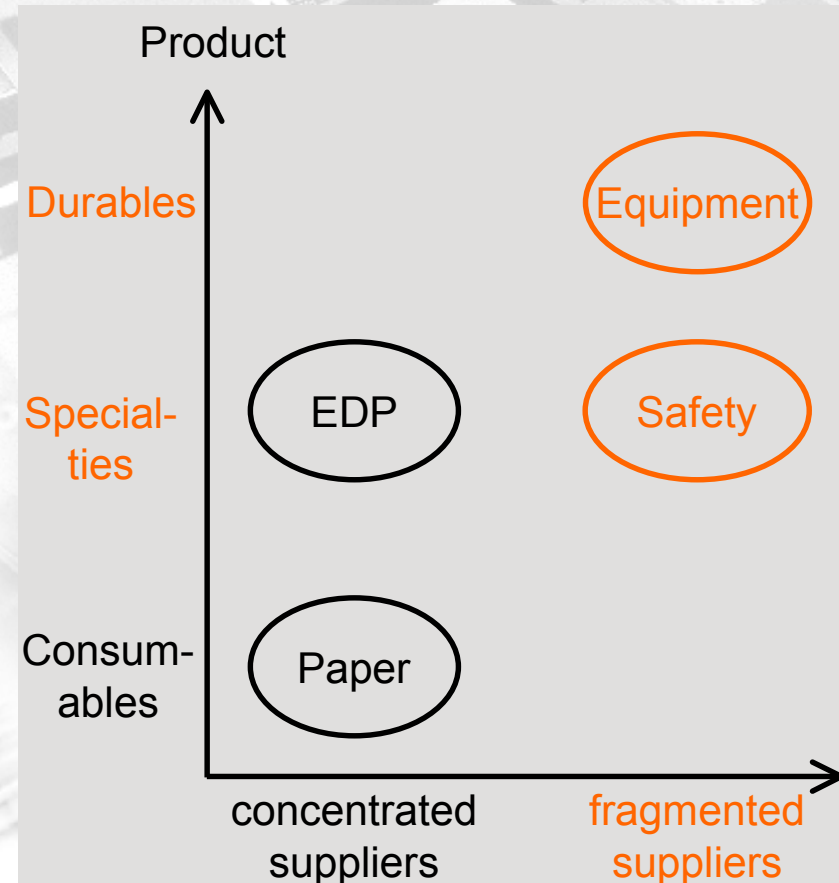 Product
Durables
Equipment
Special-
ties
EDP
Safety
Consum-
ables
Paper
concentrated
suppliers
fragmented
suppliers